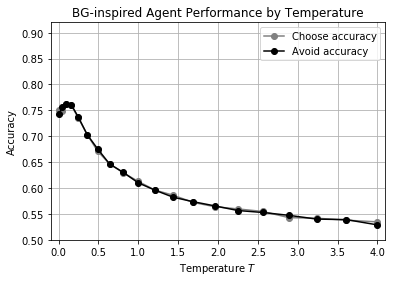 BG-inspired Agent Performance by Temperature
Choose accuracy
Avoid accuracy
Accuracy
0.90
0.85
0.80
0.75
0.70
0.65
0.60
0.55
0.50
0.0 0.5 1.0 1.5 2.0 2.5 3.0 3.5 4.0
Temperature T